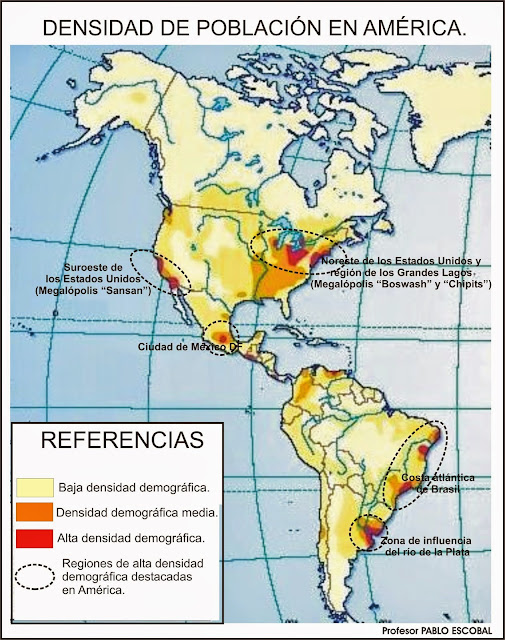 DENSIDAD DE POBLACIÓN EN AMÉRICA.
Suroeste de
los Estados Unidos
(Megalópolis “Sansan”)
Noreste de los Estados Unidos y
región de los Grandes Lagos
(Megalópolis “Boswash” y “Chipits”)
Ciudad de México DF
Costa atlántica
de Brasil
Zona de influencia
del río de la Plata
REFERENCIAS
Baja densidad demográfica.
Densidad demográfica media.
Alta densidad demográfica.
Regiones de alta densidad
demográfica destacadas
en América.
Profesor PABLO ESCOBAL